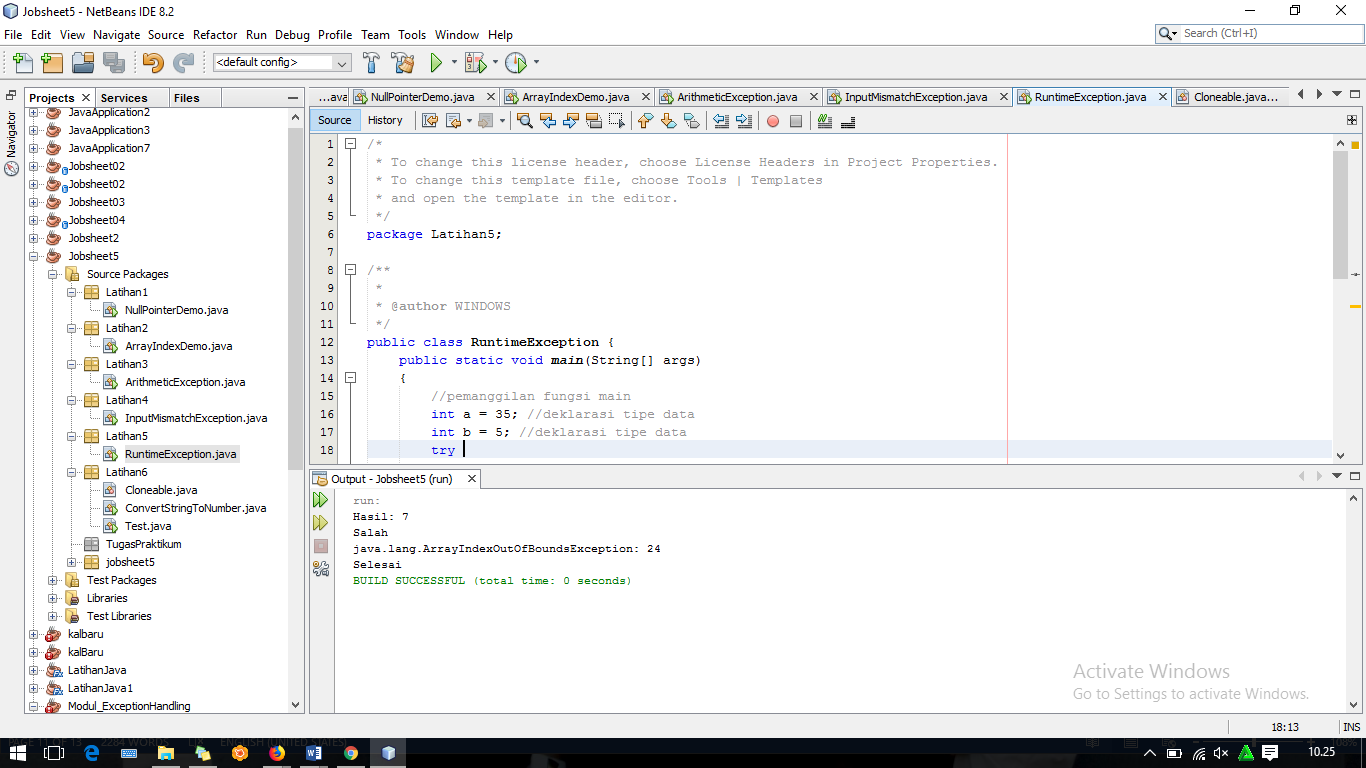 Jobsheet5 - NetBeans IDE 8.2
File Edit View Navigate Source Refactor Run Debug Profile Team Tools Window Help
Search (Ctrl+I)
<default config>
Projects Services Files
Navigator
JavaApplication2
JavaApplication3
JavaApplication7
Jobsheet02
Jobsheet02
Jobsheet03
Jobsheet04
Jobsheet2
Jobsheet5
Source Packages
Latihan1
NullPointerDemo.java
Latihan2
ArrayIndexDemo.java
Latihan3
ArithmeticException.java
Latihan4
InputMismatchException.java
Latihan5
RuntimeException.java
Latihan6
Cloneable.java
ConvertStringToNumber.java
Test.java
TugasPraktikum
jobsheet5
Test Packages
Libraries
Test Libraries
kalbaru
kalBaru
LatihanJava
LatihanJava1
Modul_ExceptionHandling
...ava NullPointerDemo.java ArrayIndexDemo.java ArithmeticException.java InputMismatchException.java RuntimeException.java Cloneable.java...
Source History
1 /*
2 * To change this license header, choose License Headers in Project Properties.
3 * To change this template file, choose Tools | Templates
4 * and open the template in the editor.
5 */
6 package Latihan5;
7
8 /**
9 *
10 * @author WINDOWS
11 */
12 public class RuntimeException {
13 public static void main(String[] args)
14 {
15 //pemanggilan fungsi main
16 int a = 35; //deklarasi tipe data
17 int b = 5; //deklarasi tipe data
18 try
Output - Jobsheet5 (run)
run:
Hasil: 7
Salah
java.lang.ArrayIndexOutOfBoundsException: 24
Selesai
BUILD SUCCESSFUL (total time: 0 seconds)
Activate Windows
Go to Settings to activate Windows.
18:13 INS
PAGE 11 OF 13 2284 WORDS ENGLISH (UNITED STATES)
10.25